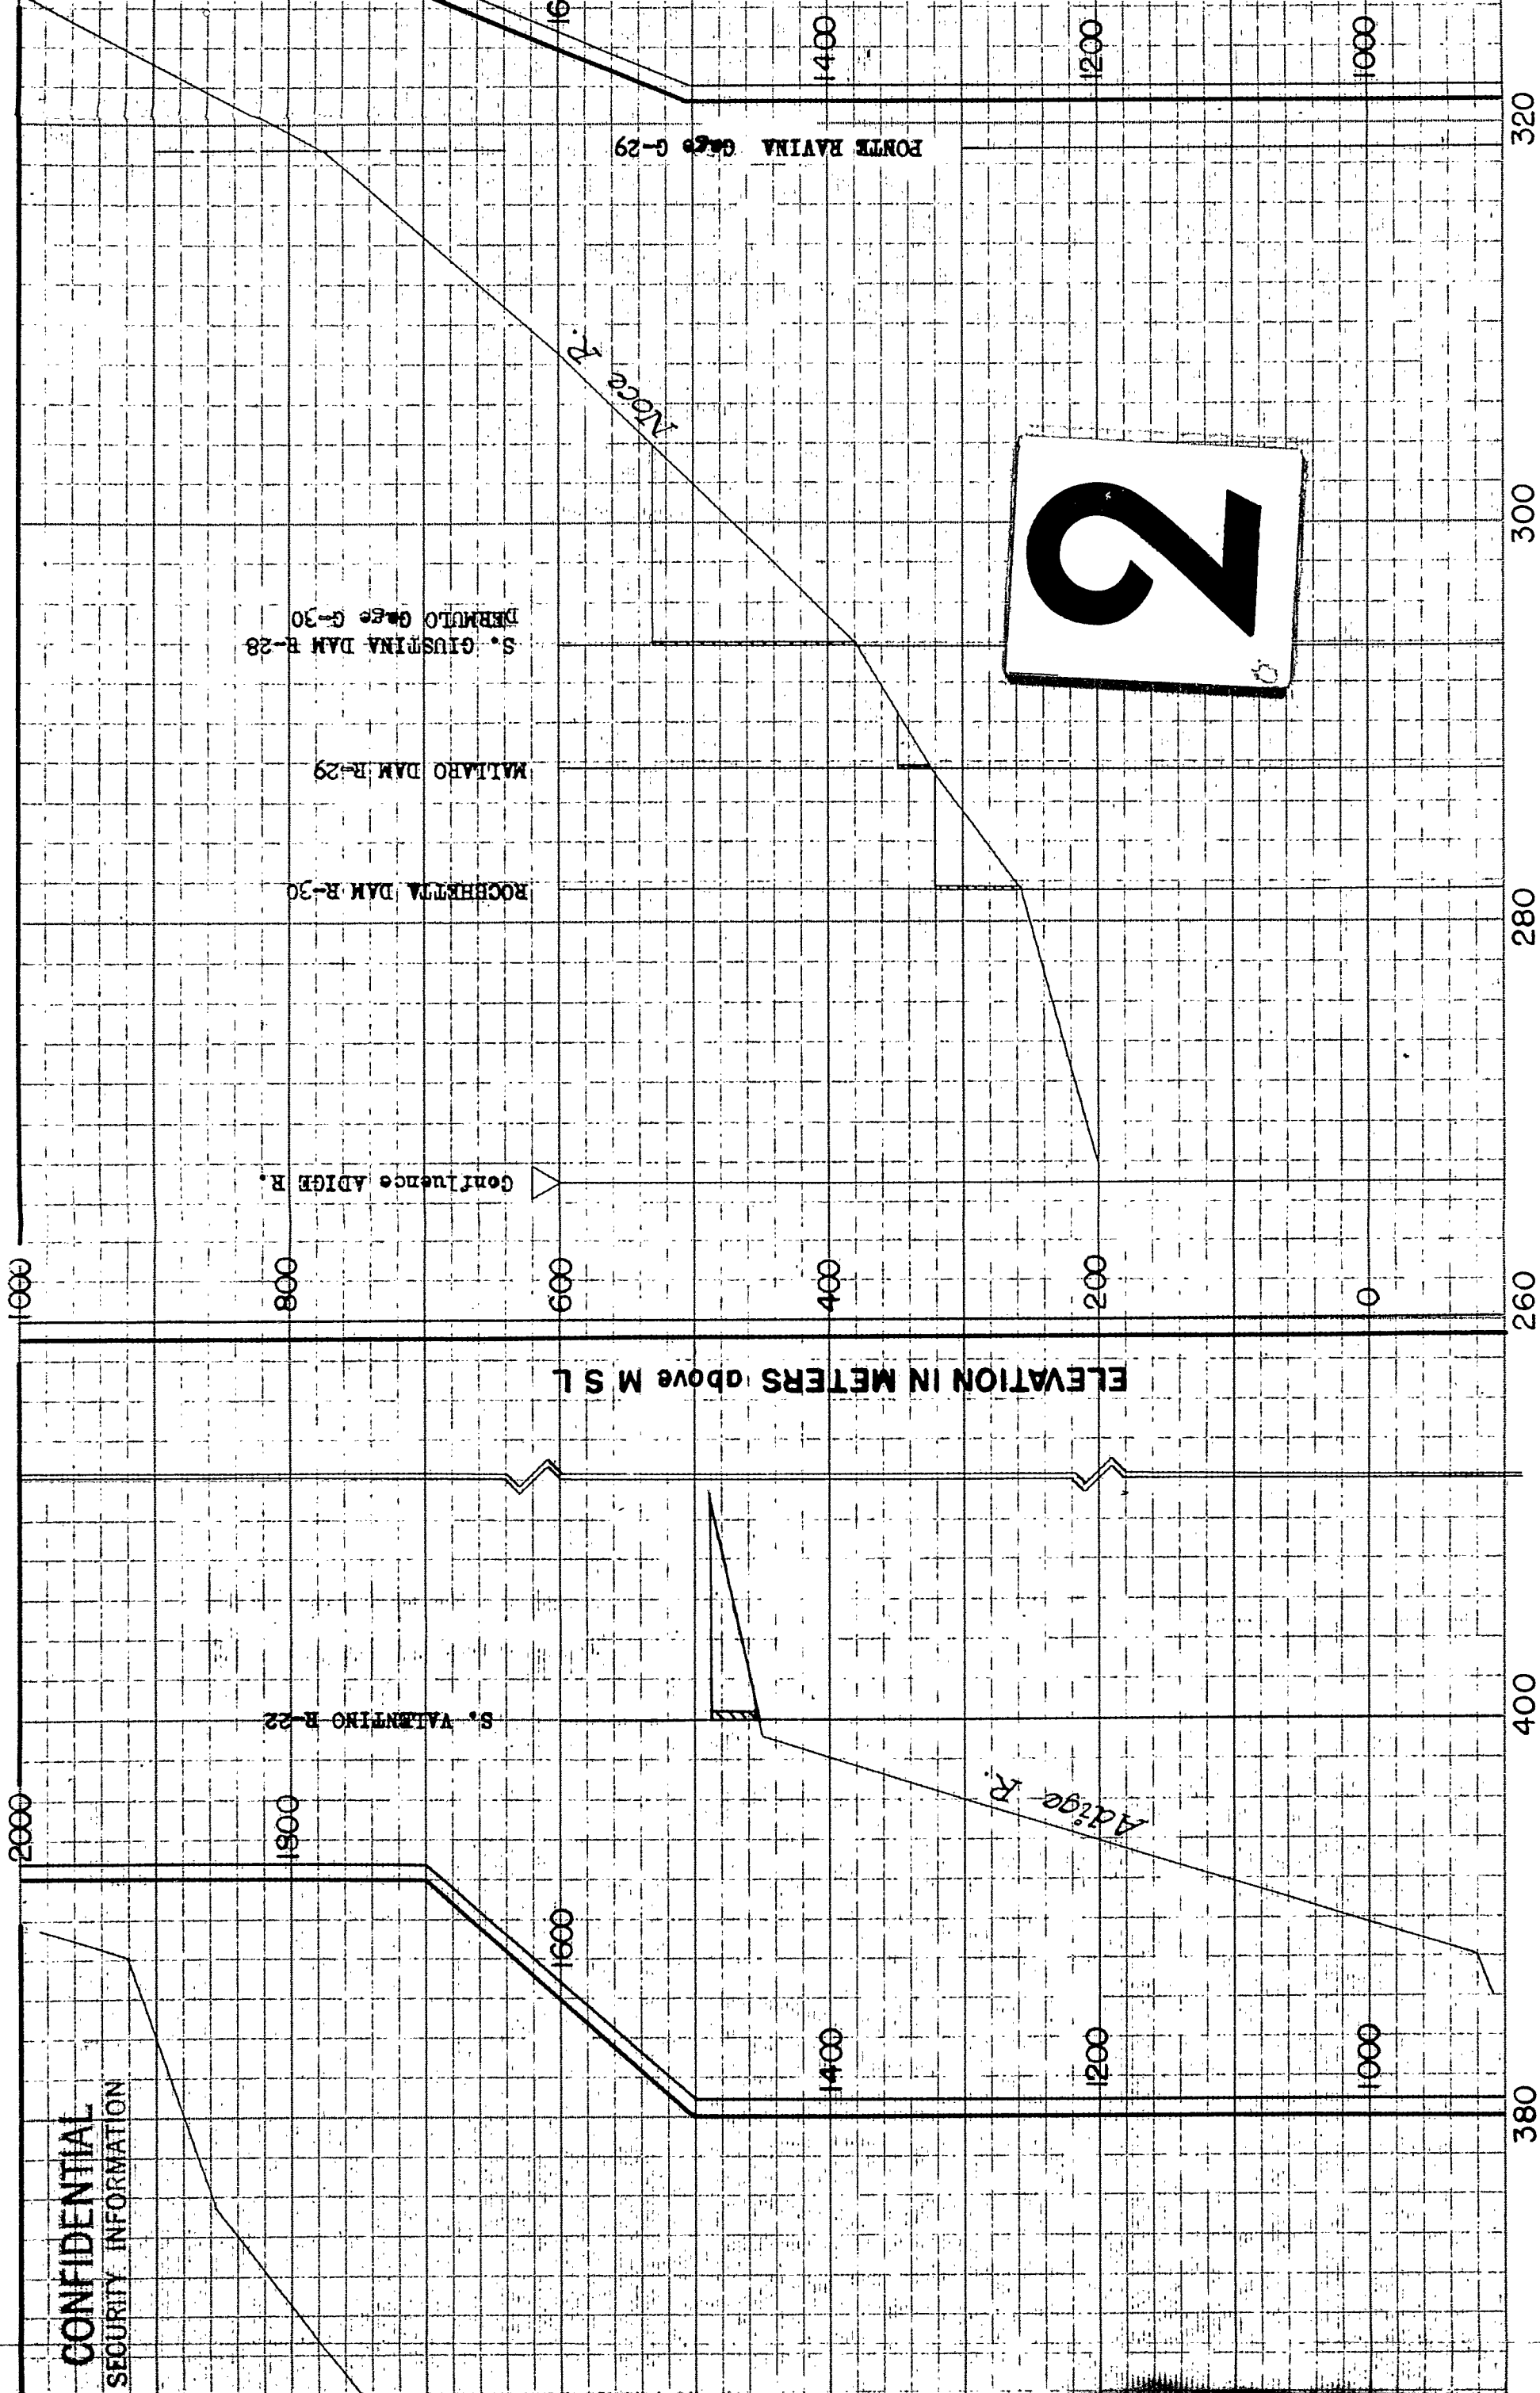 CONFIDENTIAL
SECURITY INFORMATION
2000
1800
1600
1400
1200
1000
380
400
S. VALENTINO R-22
Adige R.
ELEVATION IN METERS above M S L
1000
800
600
400
200
0
260
280
300
320
Confluence ADIGE R.
ROCHETTA DAM R-30
MALLARO DAM R-29
S. GIUSTINA DAM R-28
DERMULO Gage G-30
Noce R.
PONTE RAVINA Gage G-29
1400
1200
1000
2